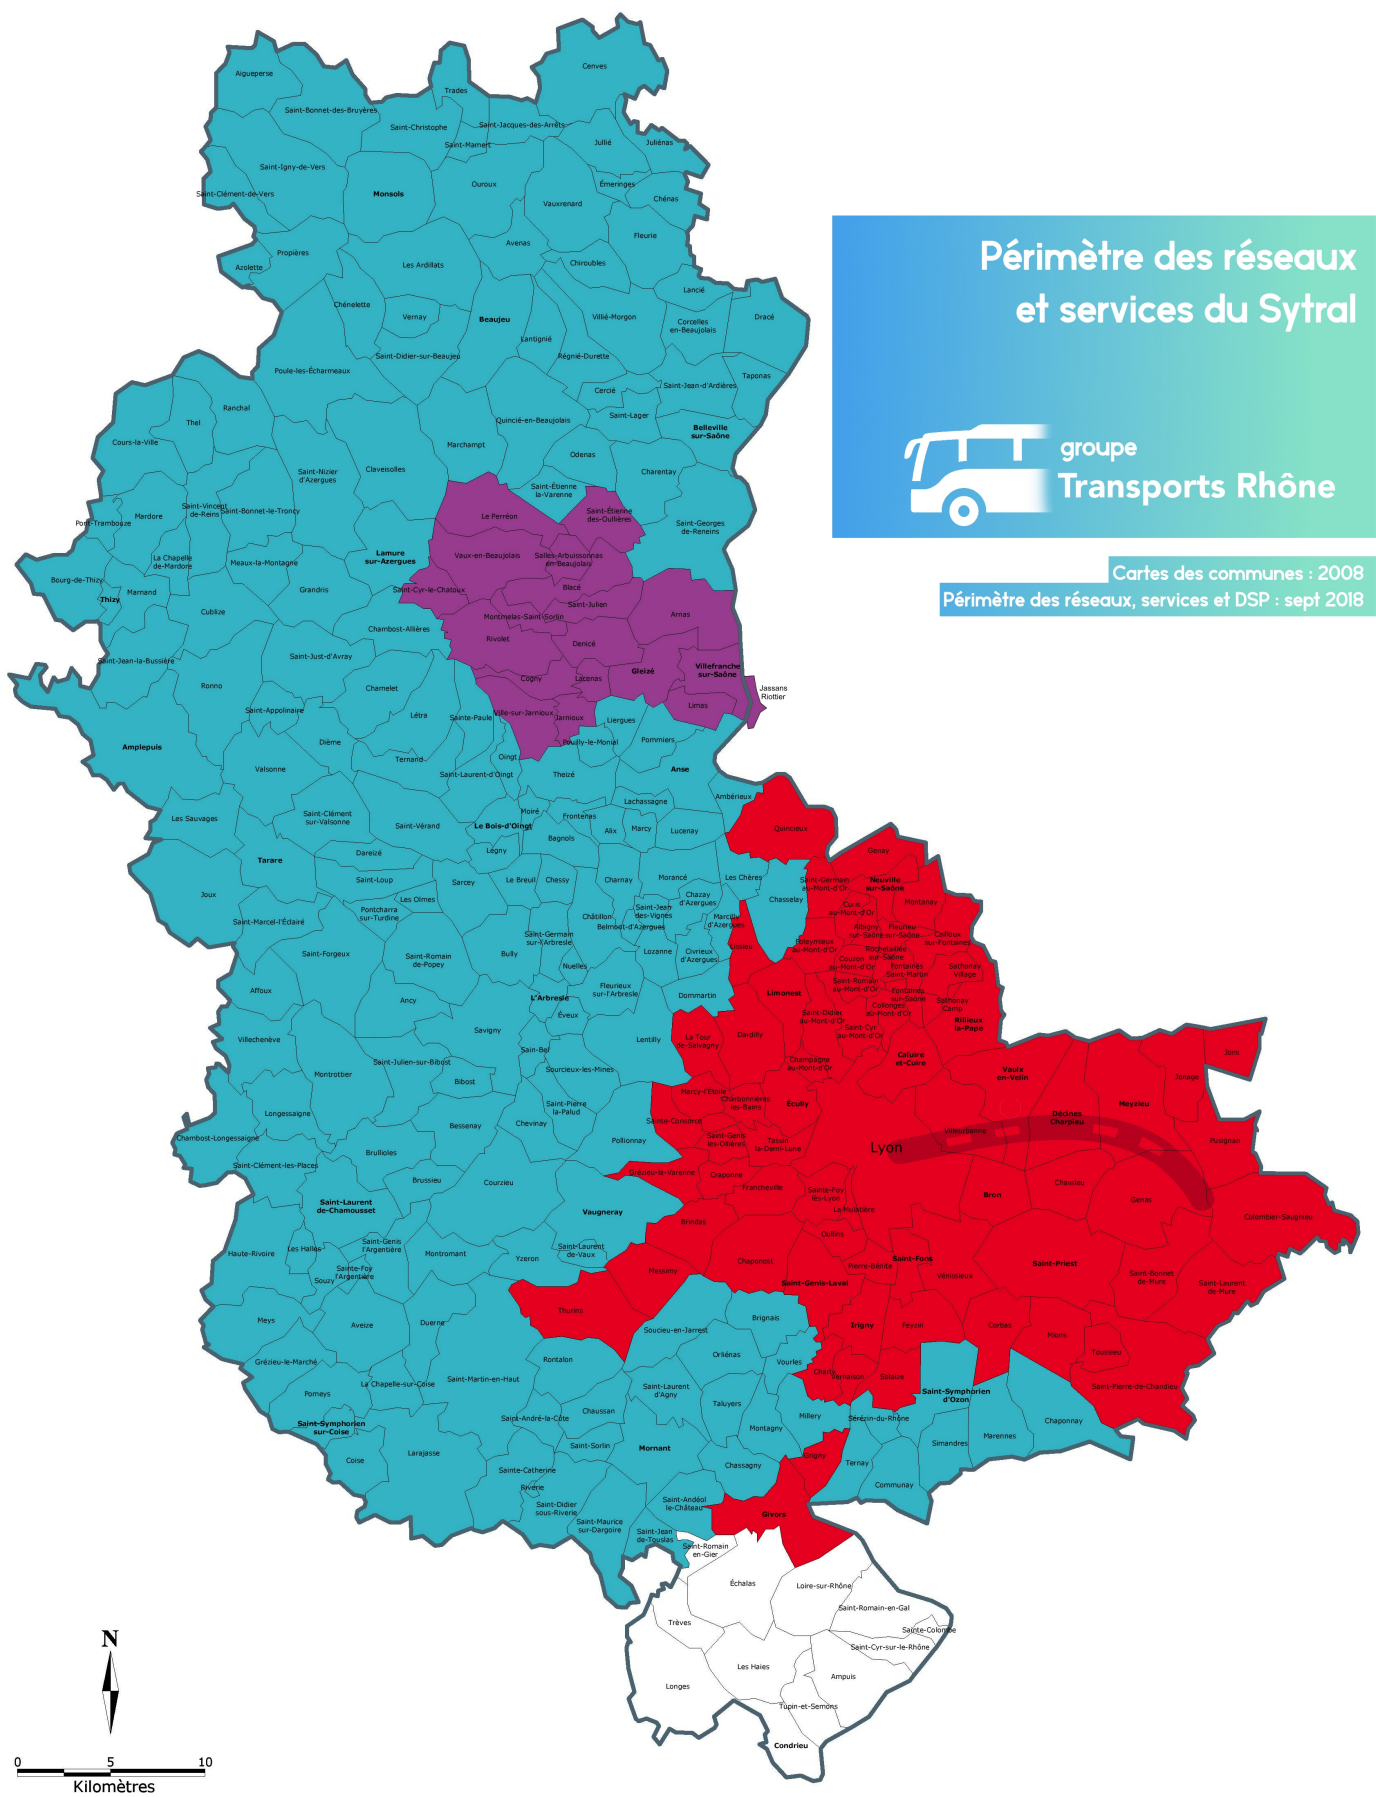 Périmètre des réseaux
et services du Sytral
groupe
Transports Rhône
Cartes des communes : 2008
Périmètre des réseaux, services et DSP : sept 2018
Aigueperse
Cenves
Trades
Saint-Bonnet-des-Bruyères
Saint-Christophe
Saint-Jacques-des-Arrêts
Saint-Mamert
Jullié
Juliénas
Saint-Igny-de-Vers
Saint-Clément-de-Vers
Monsols
Ouroux
Émeringes
Vauxrenard
Chénas
Fleurie
Avenas
Propières
Azolette
Les Ardillats
Chiroubles
Lancié
Chénelette
Vernay
Beaujeu
Villié-Morgon
Corcelles
en-Beaujolais
Dracé
Lantignié
Saint-Didier-sur-Beaujeu
Régnié-Durette
Poule-les-Écharmeaux
Taponas
Saint-Jean-d'Ardières
Cercié
Ranchal
Thel
Quincié-en-Beaujolais
Saint-Lager
Belleville
sur-Saône
Cours-la-Ville
Marchampt
Odenas
Saint-Nizier
d'Azergues
Claveisolles
Charentay
Saint-Étienne
la-Varenne
Saint-Vincent
de-Reins
Saint-Bonnet-le-Troncy
Mardore
Pont-Trambouze
Le Perréon
Saint-Étienne
des-Oullières
Saint-Georges
de-Reneins
La Chapelle
de-Mardore
Meaux-la-Montagne
Lamure
sur-Azergues
Vaux-en-Beaujolais
Salles-Arbuissonnas
en-Beaujolais
Bourg-de-Thizy
Marnand
Thizy
Grandris
Saint-Cyr-le-Chatoux
Blacé
Saint-Julien
Cublize
Montmelas-Saint-Sorlin
Arnas
Chambost-Allières
Rivolet
Denicé
Saint-Jean-la-Bussière
Saint-Just-d'Avray
Gleizé
Villefranche
sur-Saône
Ronno
Chamelet
Cogny
Lacenas
Jassans
Riottier
Limas
Saint-Appolinaire
Létra
Sainte-Paule
Ville-sur-Jarnioux
Jarnioux
Liergues
Amplepuis
Dième
Pouilly-le-Monial
Pommiers
Valsonne
Ternand
Oingt
Saint-Laurent-d'Oingt
Theizé
Anse
Ambérieux
Lachassagne
Les Sauvages
Saint-Clément
sur-Valsonne
Saint-Vérand
Le Bois-d'Oingt
Moiré
Frontenas
Alix
Marcy
Lucenay
Quincieux
Bagnols
Légny
Tarare
Dareizé
Genay
Joux
Saint-Loup
Sarcey
Le Breuil
Chessy
Charnay
Morancé
Les Chères
Saint-Germain
au-Mont-d'Or
Neuville
sur-Saône
Chasselay
Montanay
Les Olmes
Pontcharra
sur-Turdine
Chazay
d'Azergues
Saint-Jean
des-Vignes
Curis
au-Mont-d'Or
Saint-Marcel-l'Éclairé
Châtillon
Belmont-d'Azergues
Marcilly
d'Azergues
Albigny
sur-Saône
Fleurieu
sur-Saône
Cailloux
sur-Fontaines
Saint-Germain
sur-l'Arbresle
Lissieu
Poleymieux
au-Mont-d'Or
Rochetaillée
sur-Saône
Saint-Forgeux
Saint-Romain
de-Popey
Bully
Nuelles
Lozanne
Civrieux
d'Azergues
Couzon
au-Mont-d'Or
Fontaines
Saint-Martin
Sathonay
Village
Affoux
Ancy
L'Arbresle
Fleurieux
sur-l'Arbresle
Dommartin
Limonest
Saint-Romain
au-Mont-d'Or
Fontaines
sur-Saône
Sathonay
Camp
Collonges
au-Mont-d'Or
Éveux
Saint-Didier
au-Mont-d'Or
Rillieux
la-Pape
Savigny
Villechenève
La Tour
de-Salvagny
Dardilly
Saint-Cyr
au-Mont-d'Or
Lentilly
Sain-Bel
Saint-Julien-sur-Bibost
Sourcieux-les-Mines
Champagne
au-Mont-d'Or
Caluire
et-Cuire
Jons
Montrottier
Bibost
Vaulx
en-Velin
Jonage
Marcy-l'Étoile
Charbonnières
les-Bains
Écully
Meyzieu
Longessaigne
Saint-Pierre
la-Palud
Sainte-Consorce
Décines
Charpieu
Bessenay
Chevinay
Villeurbanne
Chambost-Longessaigne
Pollionnay
Saint-Genis
les-Ollières
Tassin
la-Demi-Lune
Lyon
Pusignan
Brullioles
Saint-Clément-les-Places
Brussieu
Courzieu
Grézieu-la-Varenne
Craponne
Francheville
Sainte-Foy
lès-Lyon
Bron
Chassieu
Genas
Saint-Laurent
de-Chamousset
Vaugneray
La Mulatière
Brindas
Colombier-Saugnieu
Oullins
Haute-Rivoire
Les Halles
Saint-Genis
l'Argentière
Montromant
Yzeron
Saint-Laurent
de-Vaux
Chaponost
Pierre-Bénite
Saint-Fons
Saint-Priest
Souzy
Sainte-Foy
l'Argentière
Messimy
Saint-Genis-Laval
Vénissieux
Saint-Bonnet
de-Mure
Saint-Laurent
de-Mure
Thurins
Meys
Aveize
Duerne
Soucieu-en-Jarrest
Brignais
Irigny
Feyzin
Corbas
Mions
Toussieu
Grézieu-le-Marché
Rontalon
Orliénas
Vourles
Charly
Vernaison
Solaize
Saint-Pierre-de-Chandieu
Pomeys
La Chapelle-sur-Coise
Saint-Martin-en-Haut
Saint-Laurent
d'Agny
Taluyers
Saint-Symphorien
d'Ozon
Saint-Symphorien
sur-Coise
Saint-André-la-Côte
Chaussan
Millery
Sérézin-du-Rhône
Chaponnay
Montagny
Marennes
Simandres
Coise
Larajasse
Saint-Sorlin
Mornant
Grigny
Ternay
Chassagny
Sainte-Catherine
Riverie
Communay
Saint-Didier
sous-Riverie
Saint-Andéol
le-Château
Givors
Saint-Maurice
sur-Dargoire
Saint-Jean
de-Touslas
Saint-Romain
en-Gier
Échalas
Loire-sur-Rhône
Saint-Romain-en-Gal
Trèves
Sainte-Colombe
Saint-Cyr-sur-le-Rhône
Les Haies
Ampuis
Longes
Tupin-et-Semons
Condrieu
N
0 5 10
Kilomètres